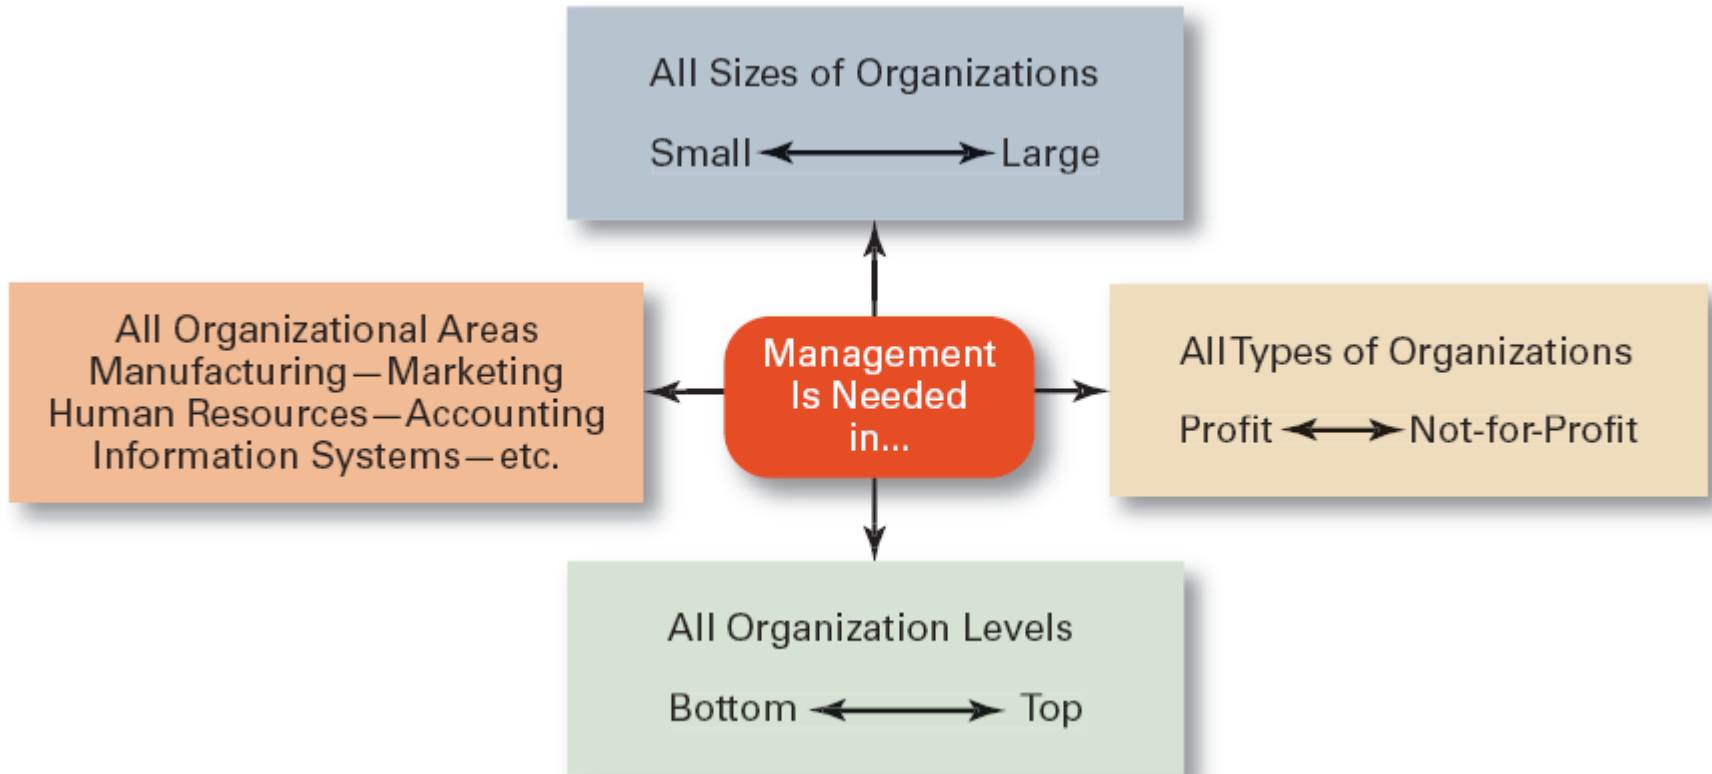 All Sizes of Organizations
Small Large
All Organizational Areas
Manufacturing—Marketing
Human Resources—Accounting
Information Systems—etc.
Management
Is Needed
in...
All Types of Organizations
Profit Not-for-Profit
All Organization Levels
Bottom Top